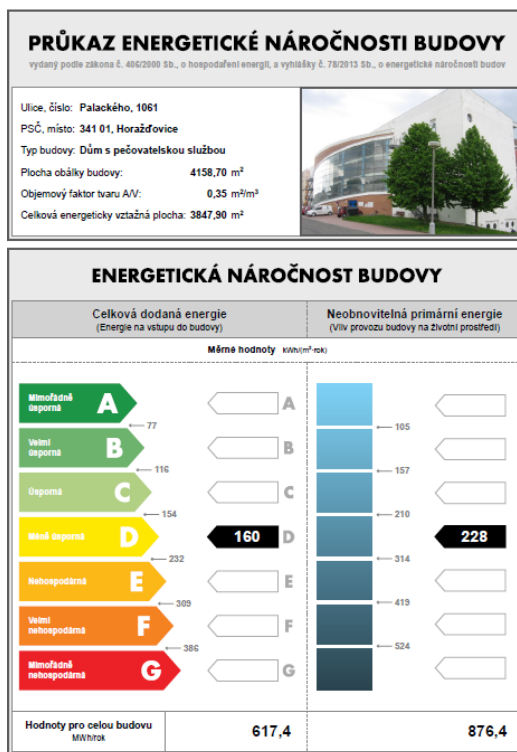 PRŮKAZ ENERGETICKÉ NÁROČNOSTI BUDOVY
vydaný podle zákona č. 406/2000 Sb., o hospodaření energií, a vyhlášky č. 78/2013 Sb., o energetické náročnosti budov
Ulice, číslo: Palackého, 1061
PSČ, místo: 341 01, Horažďovice
Typ budovy: Dům s pečovatelskou službou
Plocha obálky budovy: 4158,70 m²
Objemový faktor tvaru A/V: 0,35 m²/m³
Celková energeticky vztažná plocha: 3847,90 m²
ENERGETICKÁ NÁROČNOST BUDOVY
Celková dodaná energie
(Energie na vstupu do budovy)
Neobnovitelná primární energie
(Vliv provozu budovy na životní prostředí)
Měrné hodnoty kWh/(m²·rok)
Mimořádně úsporná A A
77 105
Velmi úsporná B B
116 157
Úsporná C C
154 210
Méně úsporná D 160 D 228
232 314
Nehospodárná E E
309 419
Velmi nehospodárná F F
386 524
Mimořádně nehospodárná G G
Hodnoty pro celou budovu
MWh/rok
617,4 876,4